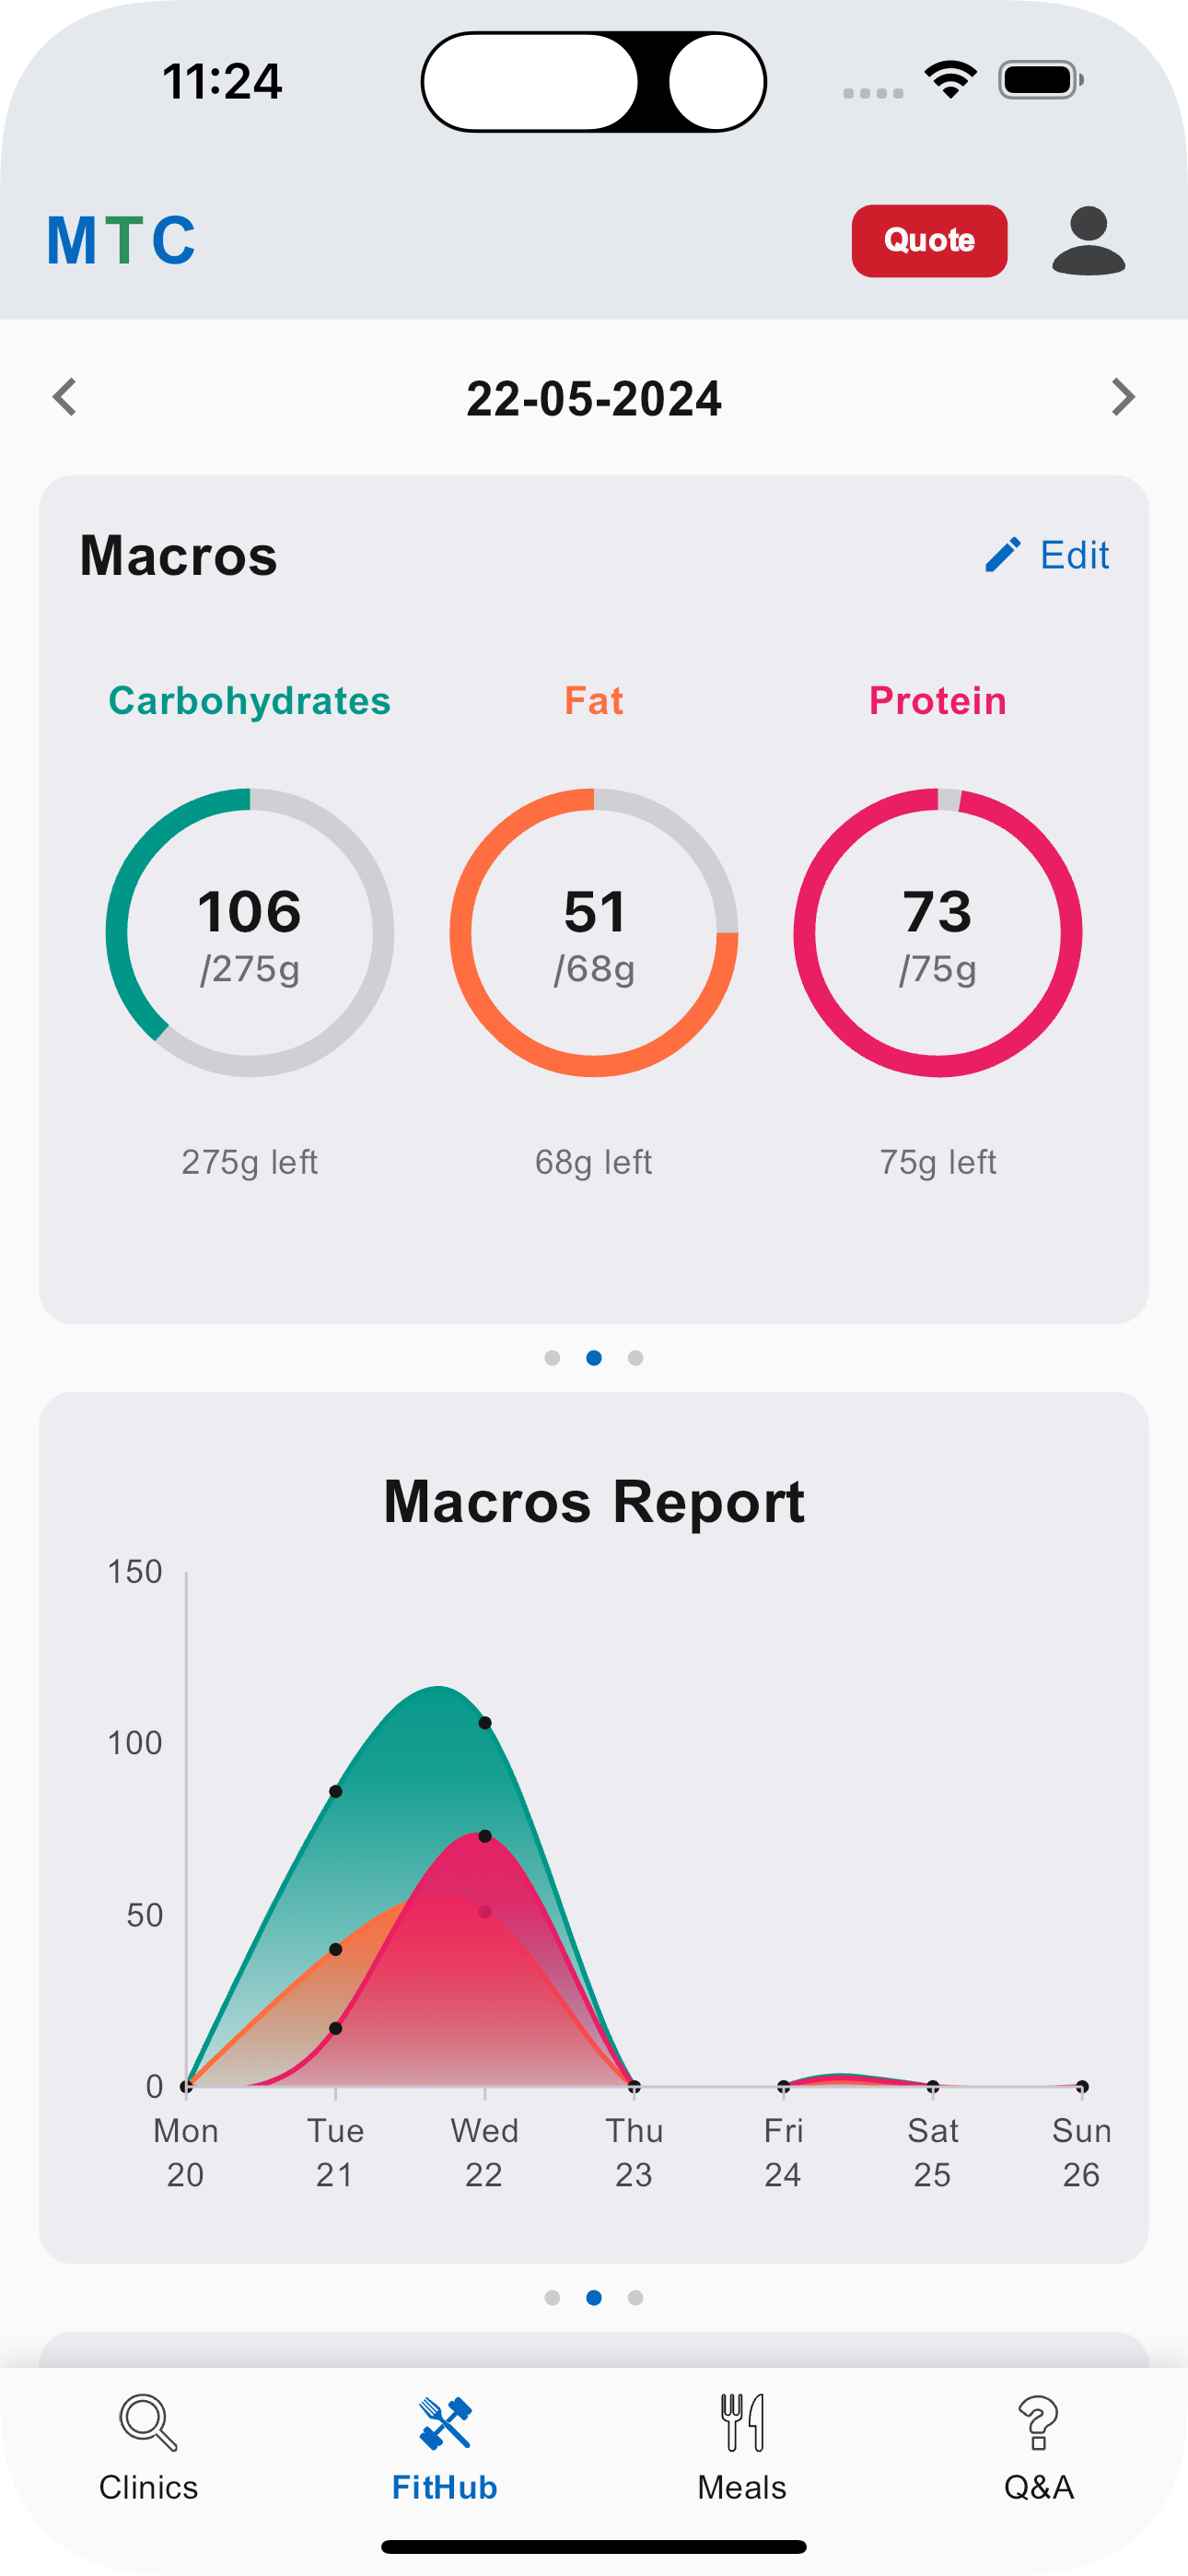 11:24
MTC
Quote
22-05-2024
Macros
Edit
Carbohydrates
Fat
Protein
106
/275g
51
/68g
73
/75g
275g left
68g left
75g left
Macros Report
150
100
50
0
Mon Tue Wed Thu Fri Sat Sun
20 21 22 23 24 25 26
Clinics
FitHub
Meals
Q&A